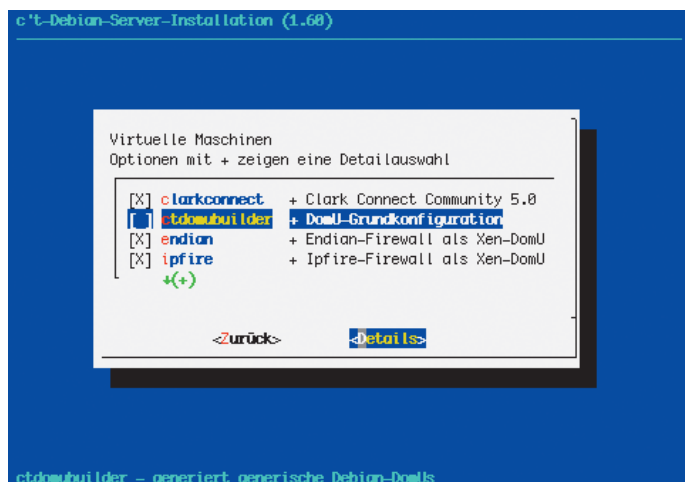 c't-Debian-Server-Installation (1.60)
Virtuelle Maschinen
Optionen mit + zeigen eine Detailauswahl
[X] clarkconnect + Clark Connect Community 5.0
[ ] ctdomubuilder + DomU-Grundkonfiguration
[X] endian + Endian-Firewall als Xen-DomU
[X] ipfire + Ipfire-Firewall als Xen-DomU
↓(+)
<Zurück> <Details>
ctdomubuilder - generiert generische Debian-DomUs